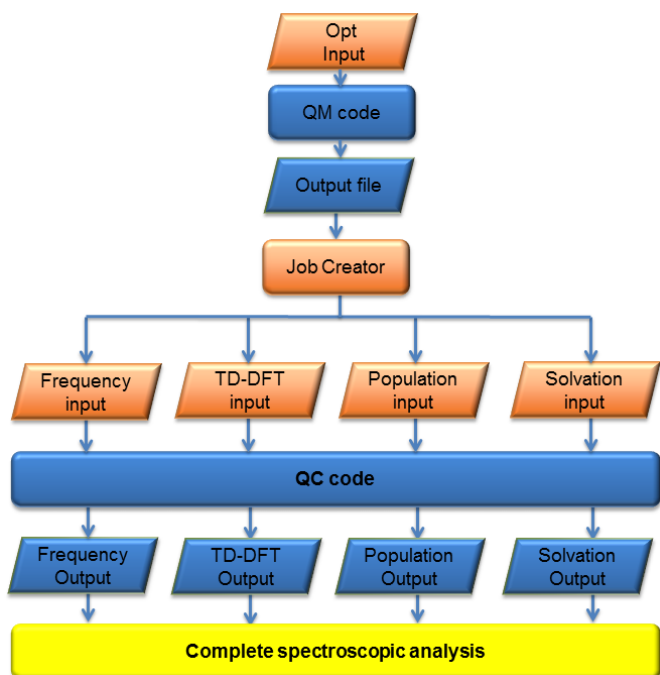 Opt
Input
QM code
Output file
Job Creator
Frequency
input
TD-DFT
input
Population
input
Solvation
input
QC code
Frequency
Output
TD-DFT
Output
Population
Output
Solvation
Output
Complete spectroscopic analysis